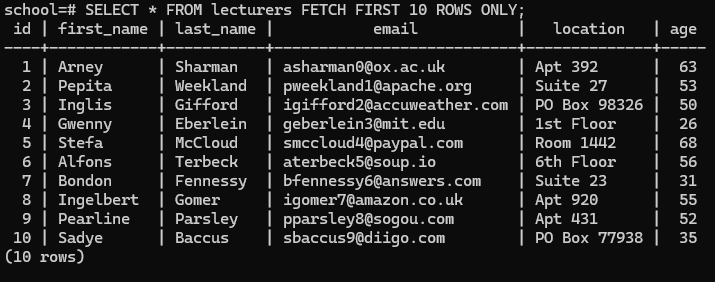 school=# SELECT * FROM lecturers FETCH FIRST 10 ROWS ONLY;
 id | first_name | last_name |          email           |   location   | age
----+------------+-----------+--------------------------+--------------+-----
  1 | Arney      | Sharman   | asharman0@ox.ac.uk       | Apt 392      |  63
  2 | Pepita     | Weekland  | pweekland1@apache.org    | Suite 27     |  53
  3 | Inglis     | Gifford   | igifford2@accuweather.com | PO Box 98326 |  50
  4 | Gwenny     | Eberlein  | geberlein3@mit.edu       | 1st Floor    |  26
  5 | Stefa      | McCloud   | smccloud4@paypal.com     | Room 1442    |  68
  6 | Alfons     | Terbeck   | aterbeck5@soup.io        | 6th Floor    |  56
  7 | Bondon     | Fennessy  | bfennessy6@answers.com   | Suite 23     |  31
  8 | Ingelbert  | Gomer     | igomer7@amazon.co.uk     | Apt 920      |  55
  9 | Pearline   | Parsley   | pparsley8@sogou.com      | Apt 431      |  52
 10 | Sadye      | Baccus    | sbaccus9@diigo.com       | PO Box 77938 |  35
(10 rows)